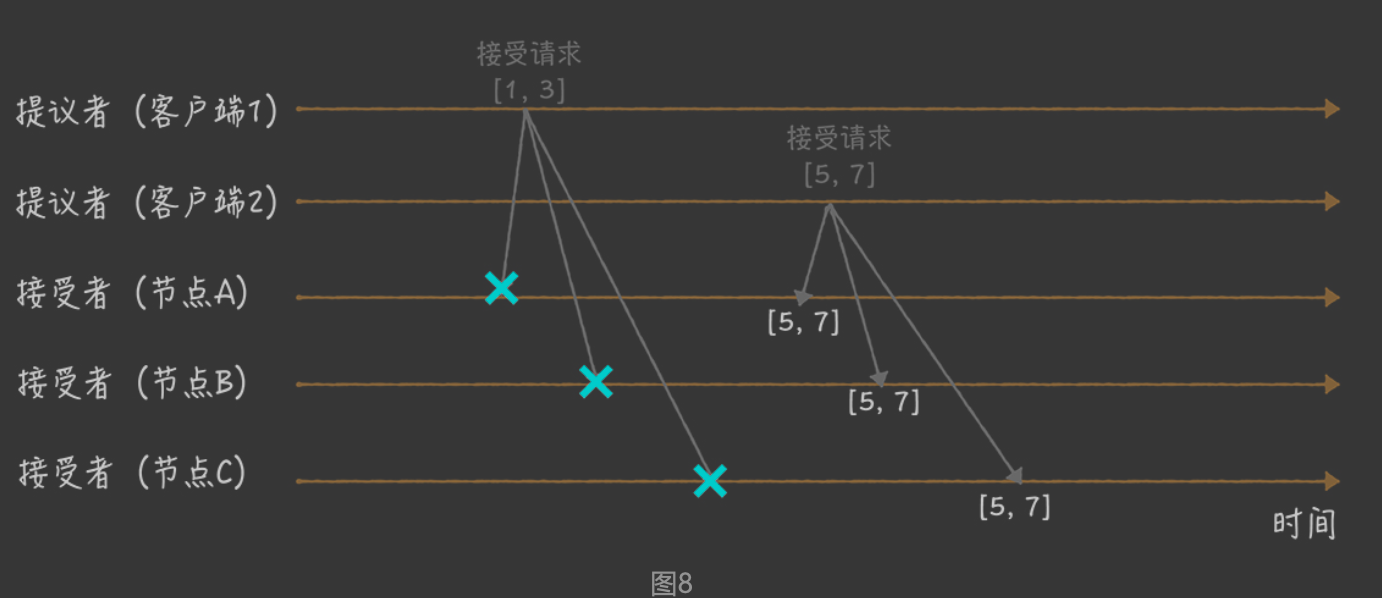 接受请求
[1, 3]
提议者（客户端1）
接受请求
[5, 7]
提议者（客户端2）
接受者（节点A）
[5, 7]
接受者（节点B）
[5, 7]
接受者（节点C）
[5, 7]
时间
图8